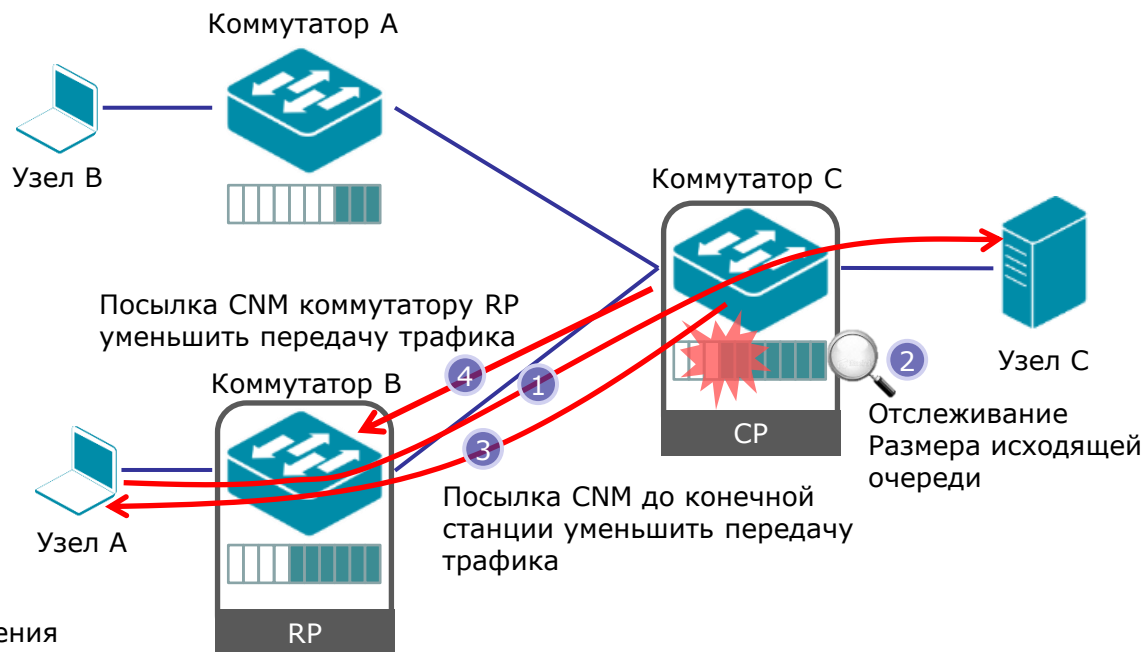 Коммутатор A
Узел B
Коммутатор C
Посылка CNM коммутатору RP
уменьшить передачу трафика
4
1
2
Узел C
Коммутатор B
CP
Отслеживание
Размера исходящей
очереди
3
Посылка CNM до конечной
станции уменьшить передачу
трафика
Узел A
RP